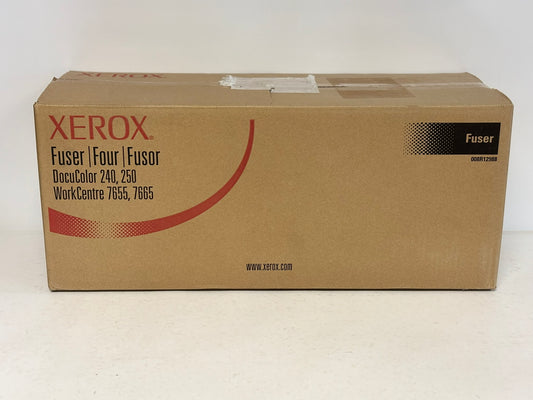 XEROX
XEROX.
Fuser | Four | Fusor
DocuColor 240, 250
WorkCentre 7655, 7665
Fuser
008R12988
www.xerox.com